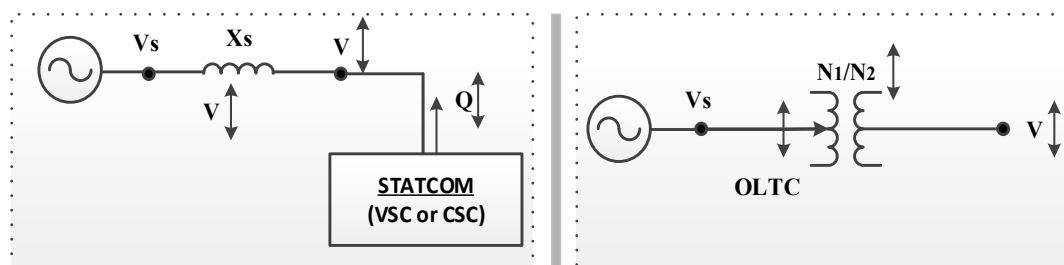 Vs
Xs
V
V
Q
STATCOM
(VSC or CSC)
N1/N2
Vs
V
OLTC